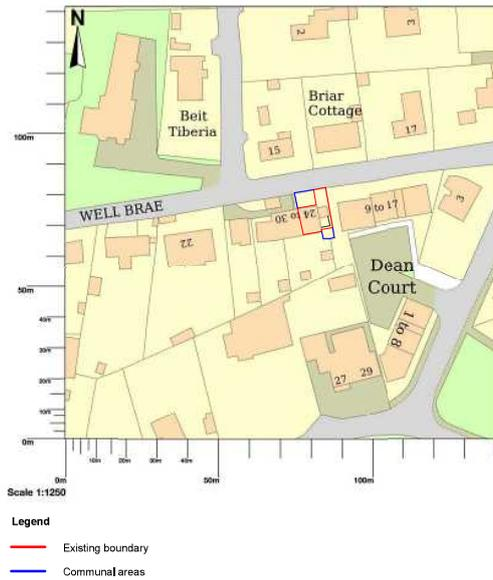 N
2
3
Beit
Tiberia
Briar
Cottage
15
17
100m
WELL BRAE
24 to 30
9 to 17
3
22
Dean
Court
50m
40m
1 to 8
30m
20m
27 29
10m
0m
10m 20m 30m 40m
0m 50m 100m
Scale 1:1250
Legend
Existing boundary
Communal areas